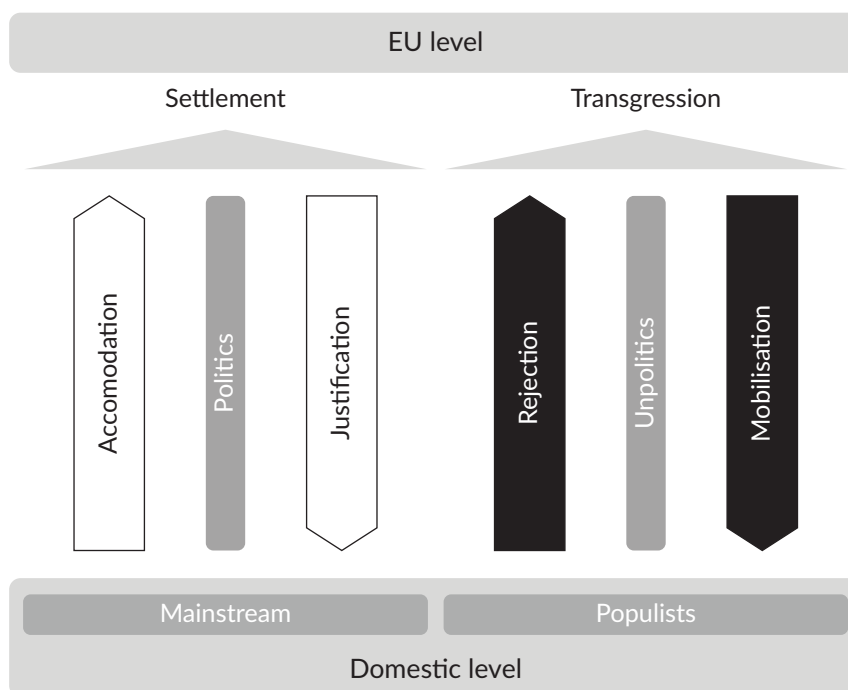 EU level
Settlement
Transgression
Accomodation
Politics
Justification
Rejection
Unpolitics
Mobilisation
Mainstream
Populists
Domestic level